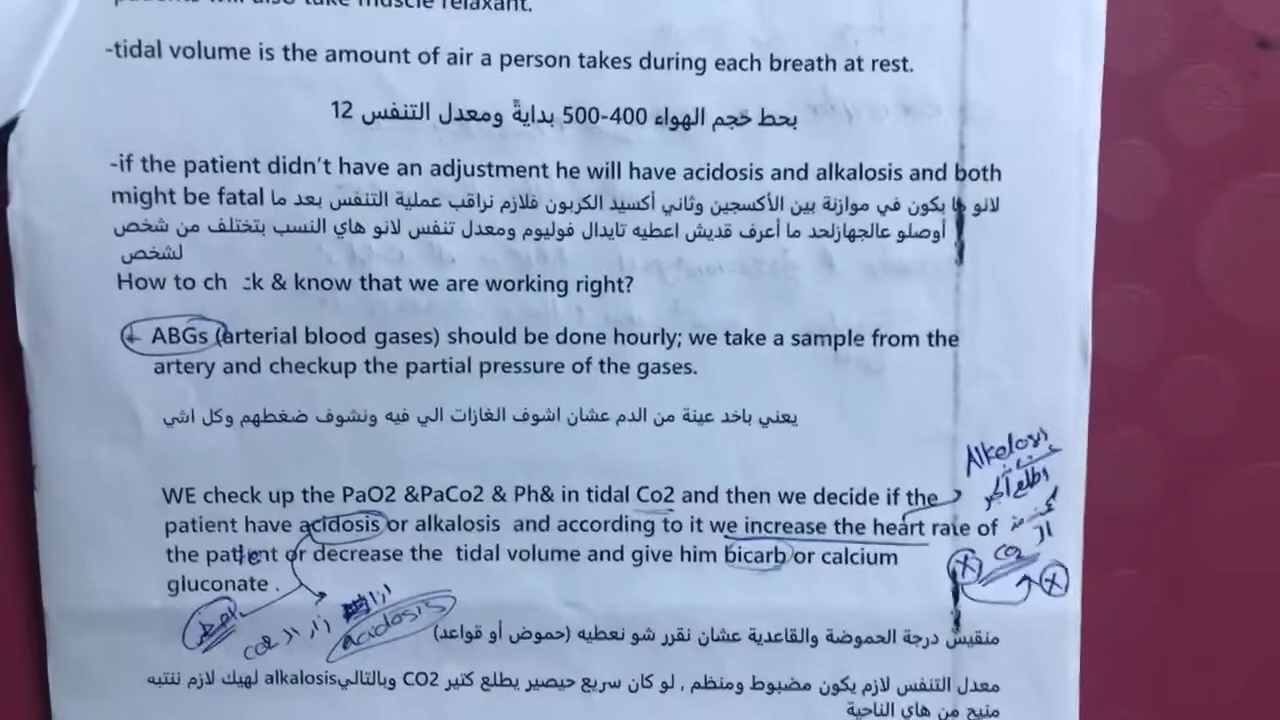 patients will also take muscle relaxant.
-tidal volume is the amount of air a person takes during each breath at rest.
بحط حجم الهواء 400-500 بدايةً ومعدل التنفس 12
-if the patient didn't have an adjustment he will have acidosis and alkalosis and both
might be fatal لانو ما يكون في موازنة بين الأكسجين وثاني أكسيد الكربون فلازم نراقب عملية التنفس بعد ما
أوصلو عالجهازلحد ما أعرف قديش اعطيه تايدال فوليوم ومعدل تنفس لانو هاي النسب بتختلف من شخص
لشخص
How to ch ck & know that we are working right?
ABGs (arterial blood gases) should be done hourly; we take a sample from the
artery and checkup the partial pressure of the gases.
يعني باخد عينة من الدم عشان اشوف الغازات الي فيه ونشوف ضغطهم وكل اشي
WE check up the PaO2 &PaCo2 & Ph& in tidal Co2 and then we decide if the
patient have acidosis or alkalosis and according to it we increase the heart rate of
the patient or decrease the tidal volume and give him bicarb or calcium
gluconate .
Alkalosis
CO2
CO2
acidosis
منقيس درجة الحموضة والقاعدية عشان نقرر شو نعطيه (حموض أو قواعد)
معدل التنفس لازم يكون مضبوط ومنظم , لو كان سريع حيصير يطلع كتير CO2 وبالتالي alkalosis لهيك لازم ننتبه
منيح من هاي الناحية